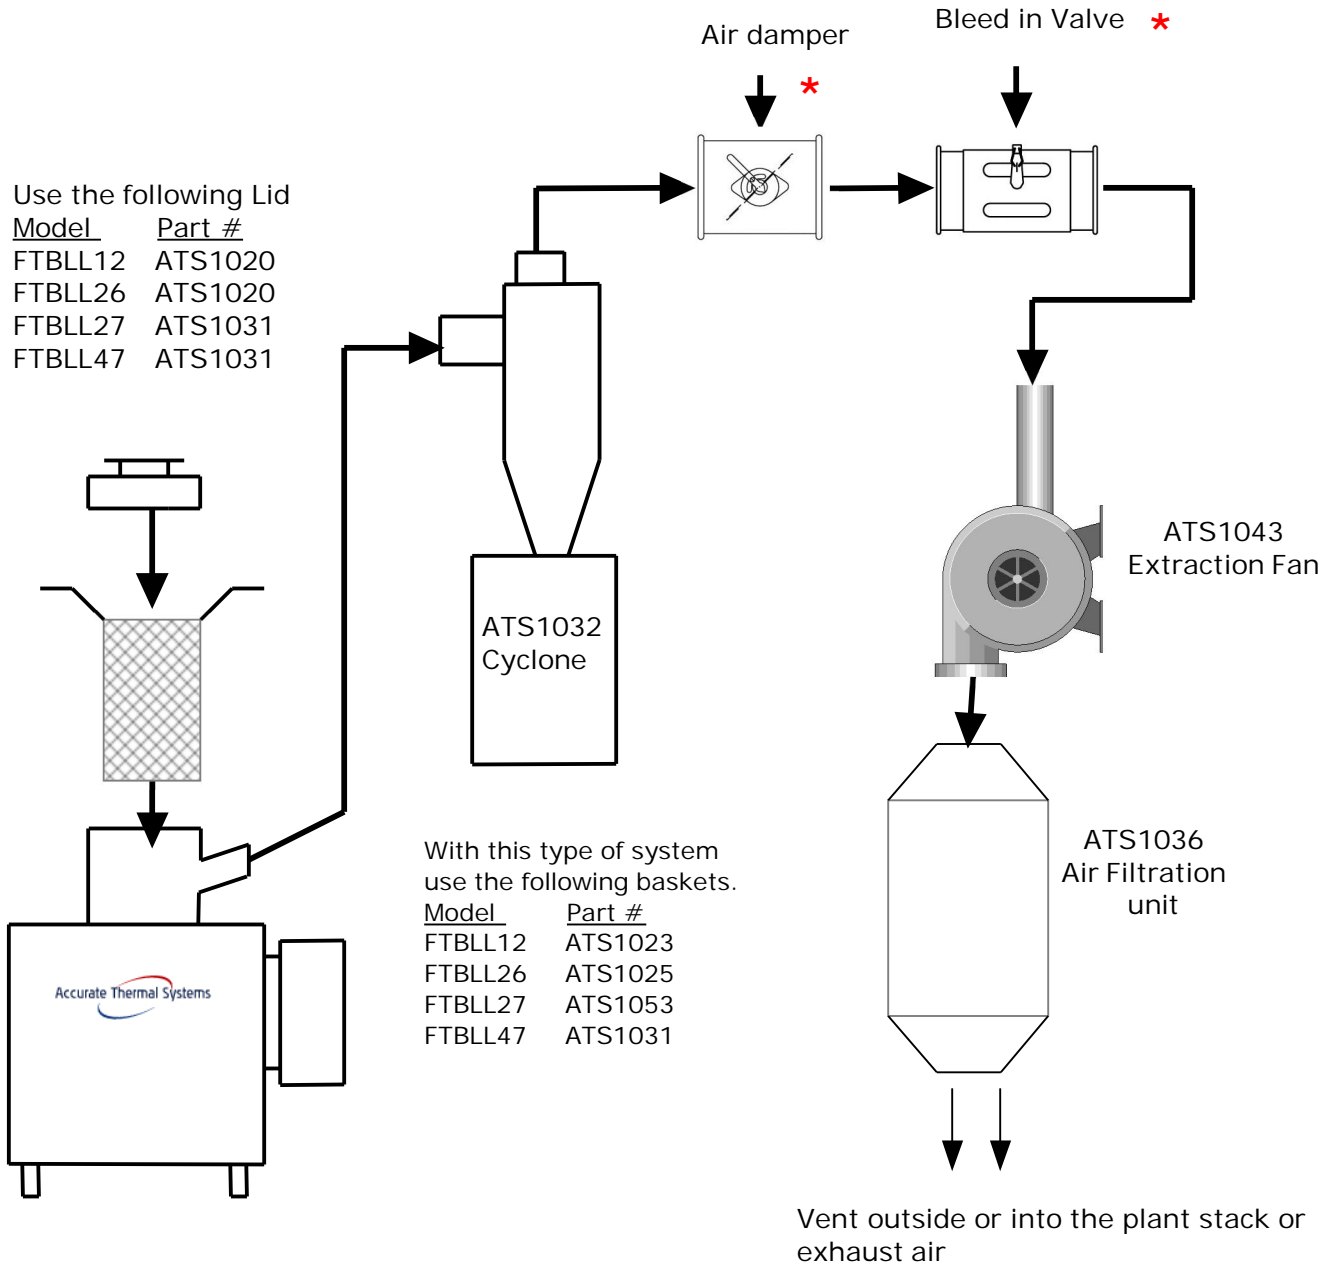 Bleed in Valve *
Air damper
*
Use the following Lid
Model Part #
FTBLL12 ATS1020
FTBLL26 ATS1020
FTBLL27 ATS1031
FTBLL47 ATS1031
ATS1043
Extraction Fan
ATS1032
Cyclone
With this type of system
use the following baskets.
Model Part #
FTBLL12 ATS1023
FTBLL26 ATS1025
FTBLL27 ATS1053
FTBLL47 ATS1031
ATS1036
Air Filtration
unit
Accurate Thermal Systems
Vent outside or into the plant stack or
exhaust air